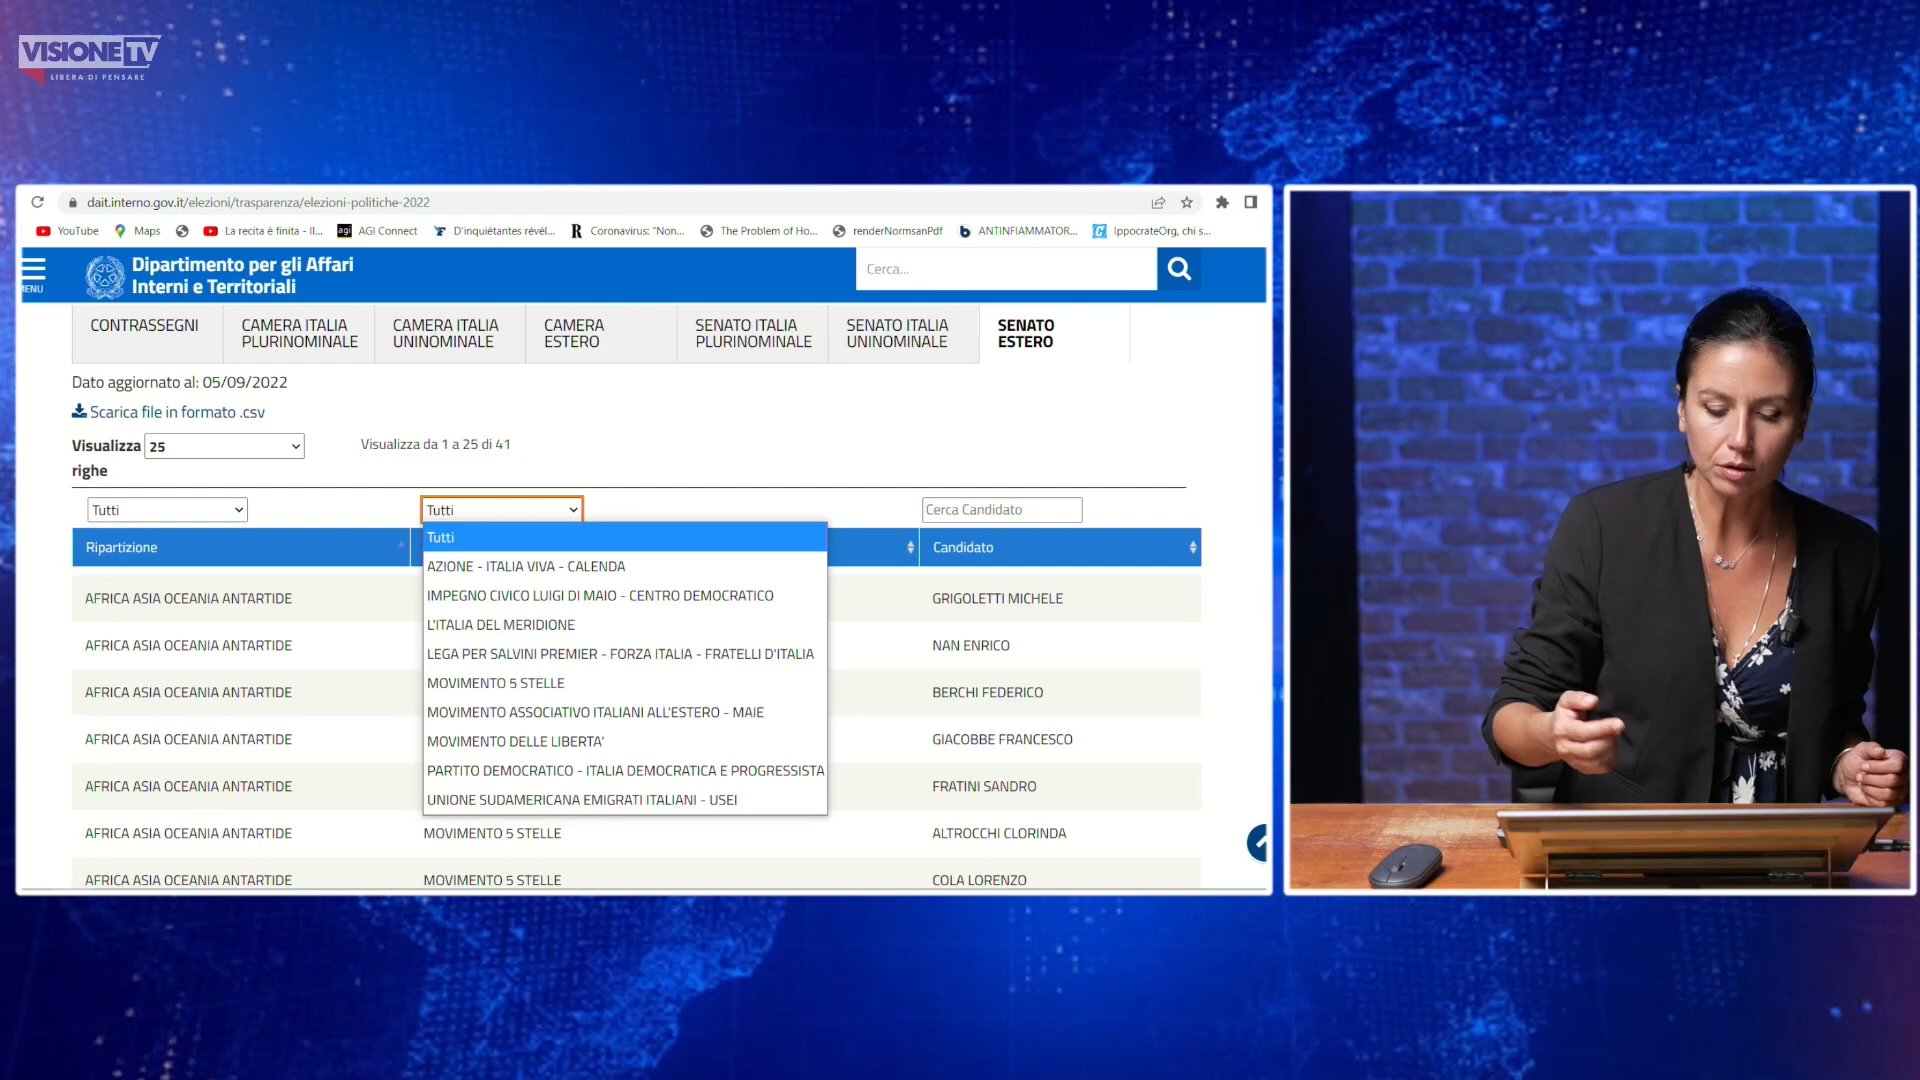 VISIONE TV
LIBERA DI PENSARE
dait.interno.gov.it/elezioni/trasparenza/elezioni-politiche-2022
YouTube
Maps
La recita è finita - Il...
agi
AGI Connect
D'inquiétantes révél...
R
Coronavirus: "Non...
The Problem of Ho...
renderNormsanPdf
b
ANTINFIAMMATOR...
IppocrateOrg, chi s...
MENU
Dipartimento per gli Affari
Interni e Territoriali
Cerca...
CONTRASSEGNI
CAMERA ITALIA
PLURINOMINALE
CAMERA ITALIA
UNINOMINALE
CAMERA
ESTERO
SENATO ITALIA
PLURINOMINALE
SENATO ITALIA
UNINOMINALE
SENATO
ESTERO
Dato aggiornato al: 05/09/2022
Scarica file in formato .csv
Visualizza 25
righe
Visualizza da 1 a 25 di 41
Tutti
Tutti
Cerca Candidato
Ripartizione
Candidato
Tutti
AZIONE - ITALIA VIVA - CALENDA
IMPEGNO CIVICO LUIGI DI MAIO - CENTRO DEMOCRATICO
L'ITALIA DEL MERIDIONE
LEGA PER SALVINI PREMIER - FORZA ITALIA - FRATELLI D'ITALIA
MOVIMENTO 5 STELLE
MOVIMENTO ASSOCIATIVO ITALIANI ALL'ESTERO - MAIE
MOVIMENTO DELLE LIBERTA'
PARTITO DEMOCRATICO - ITALIA DEMOCRATICA E PROGRESSISTA
UNIONE SUDAMERICANA EMIGRATI ITALIANI - USEI
AFRICA ASIA OCEANIA ANTARTIDE
GRIGOLETTI MICHELE
AFRICA ASIA OCEANIA ANTARTIDE
NAN ENRICO
AFRICA ASIA OCEANIA ANTARTIDE
BERCHI FEDERICO
AFRICA ASIA OCEANIA ANTARTIDE
GIACOBBE FRANCESCO
AFRICA ASIA OCEANIA ANTARTIDE
FRATINI SANDRO
AFRICA ASIA OCEANIA ANTARTIDE
MOVIMENTO 5 STELLE
ALTROCCHI CLORINDA
AFRICA ASIA OCEANIA ANTARTIDE
MOVIMENTO 5 STELLE
COLA LORENZO